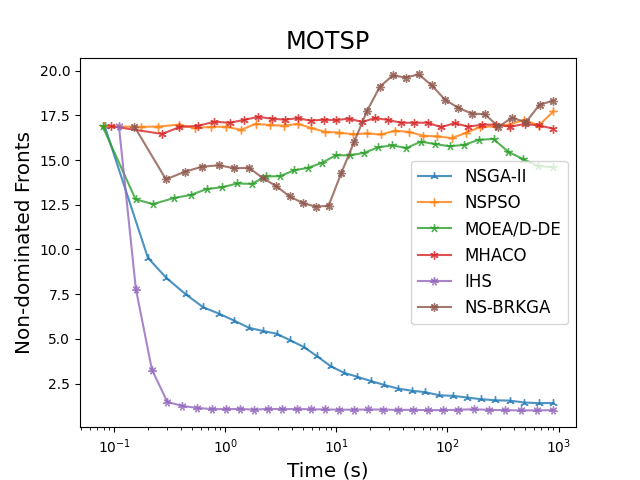 MOTSP
Non-dominated Fronts
20.0
17.5
15.0
12.5
10.0
7.5
5.0
2.5
NSGA-II
NSPSO
MOEA/D-DE
MHACO
IHS
NS-BRKGA
10⁻¹ 10⁰ 10¹ 10² 10³
Time (s)